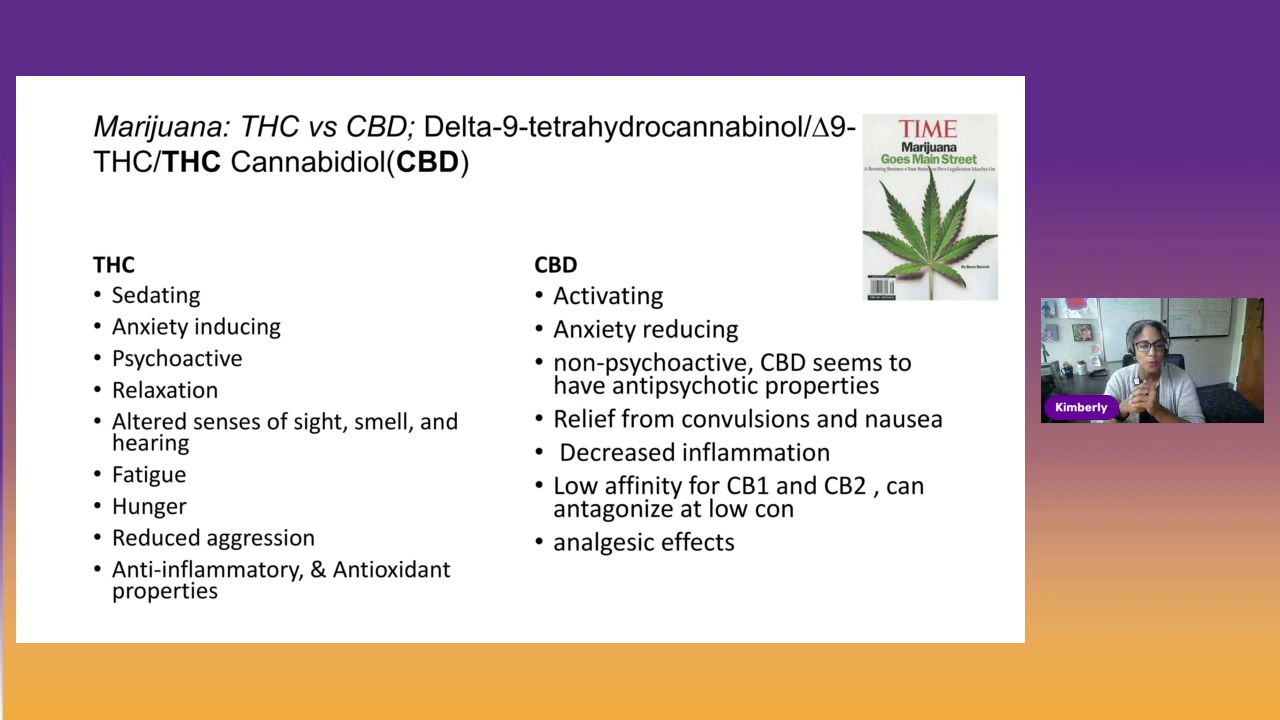 Marijuana: THC vs CBD; Delta-9-tetrahydrocannabinol/Δ9-
THC/THC Cannabidiol(CBD)
TIME
Marijuana
Goes Main Street
THC
• Sedating
• Anxiety inducing
• Psychoactive
• Relaxation
• Altered senses of sight, smell, and
hearing
• Fatigue
• Hunger
• Reduced aggression
• Anti-inflammatory, & Antioxidant
properties
CBD
• Activating
• Anxiety reducing
• non-psychoactive, CBD seems to
have antipsychotic properties
• Relief from convulsions and nausea
• Decreased inflammation
• Low affinity for CB1 and CB2 , can
antagonize at low con
• analgesic effects
Kimberly